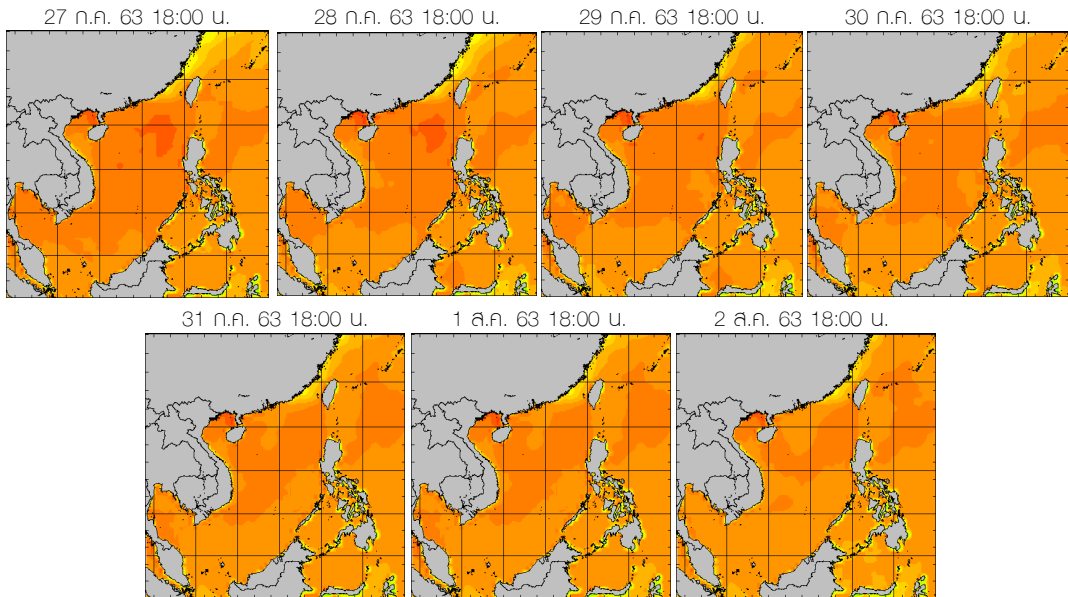 27 ก.ค. 63 18:00 น.
28 ก.ค. 63 18:00 น.
29 ก.ค. 63 18:00 น.
30 ก.ค. 63 18:00 น.
31 ก.ค. 63 18:00 น.
1 ส.ค. 63 18:00 น.
2 ส.ค. 63 18:00 น.